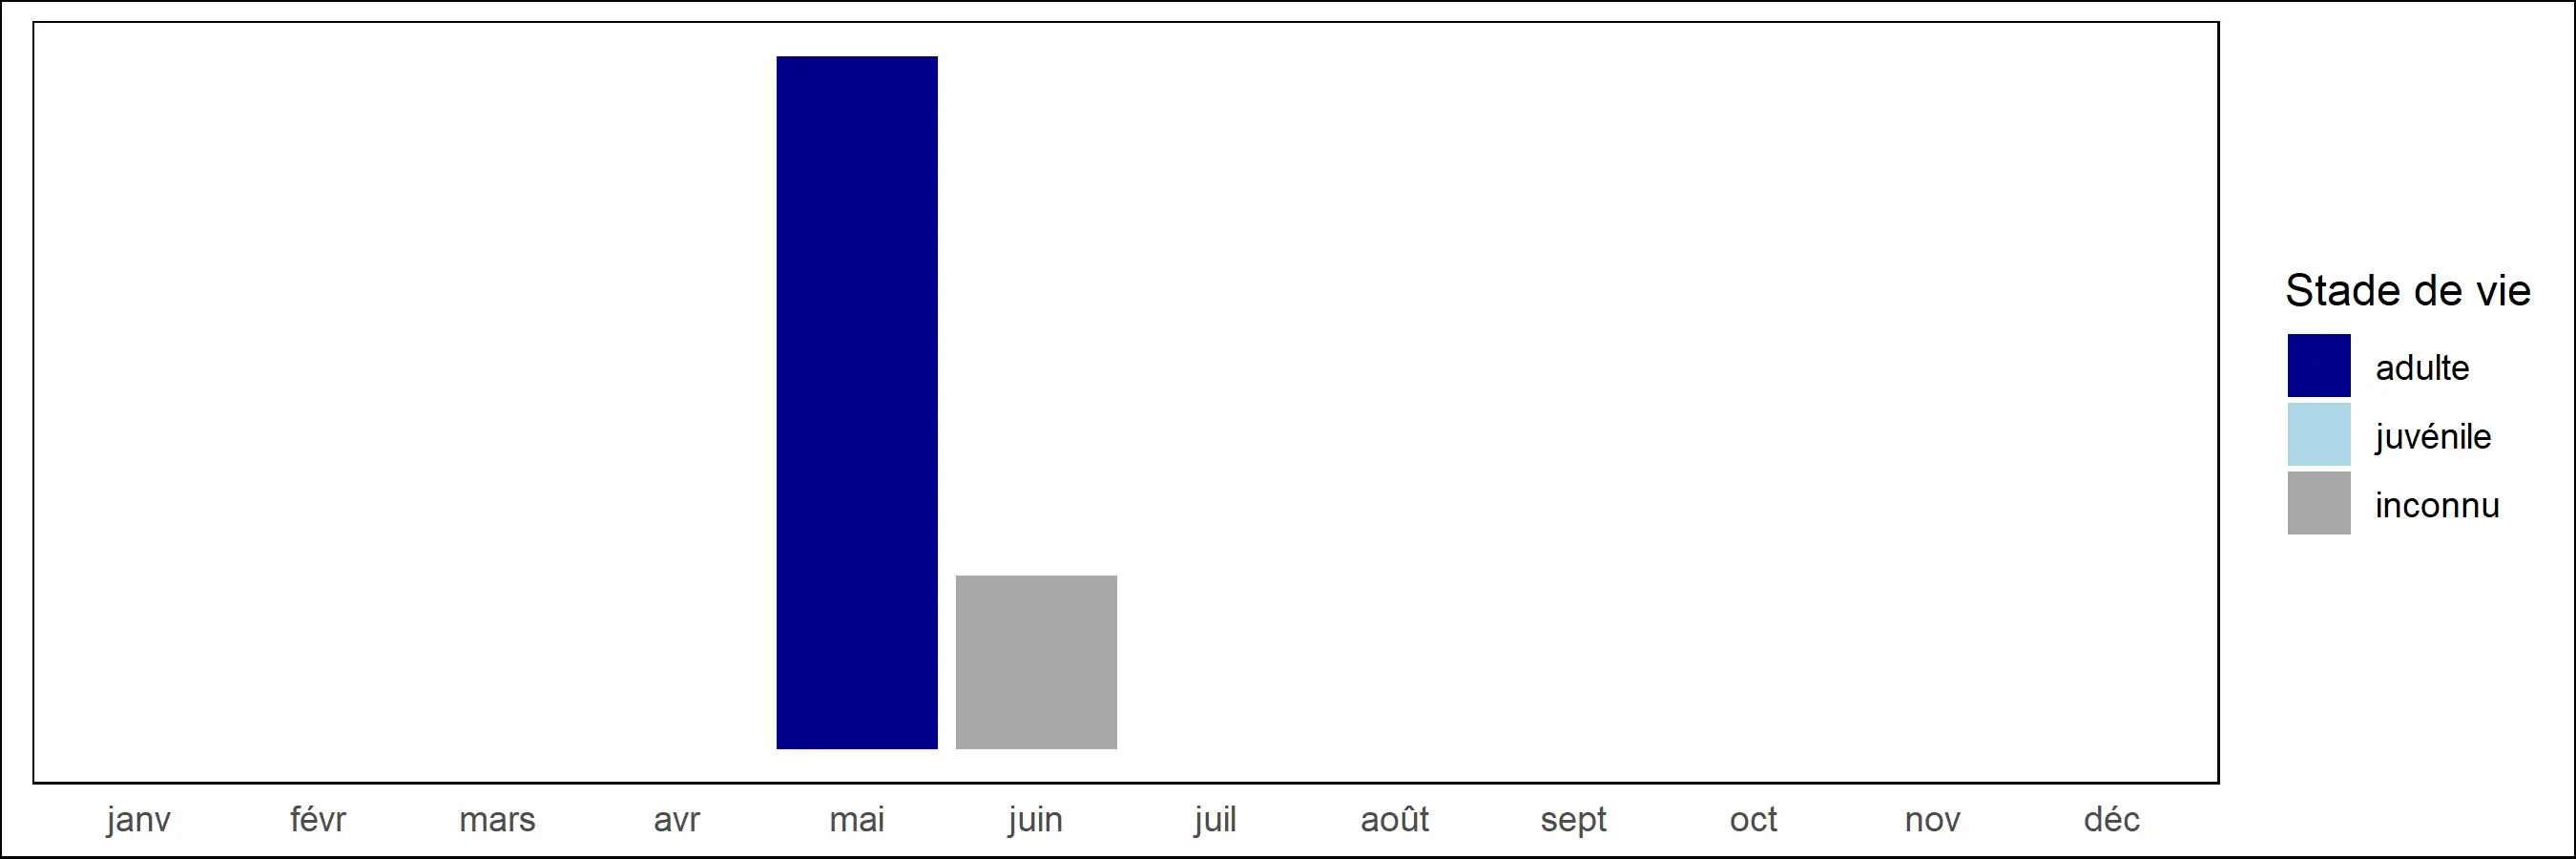 Stade de vie
adulte
juvénile
inconnu
janv févr mars avr mai juin juil août sept oct nov déc